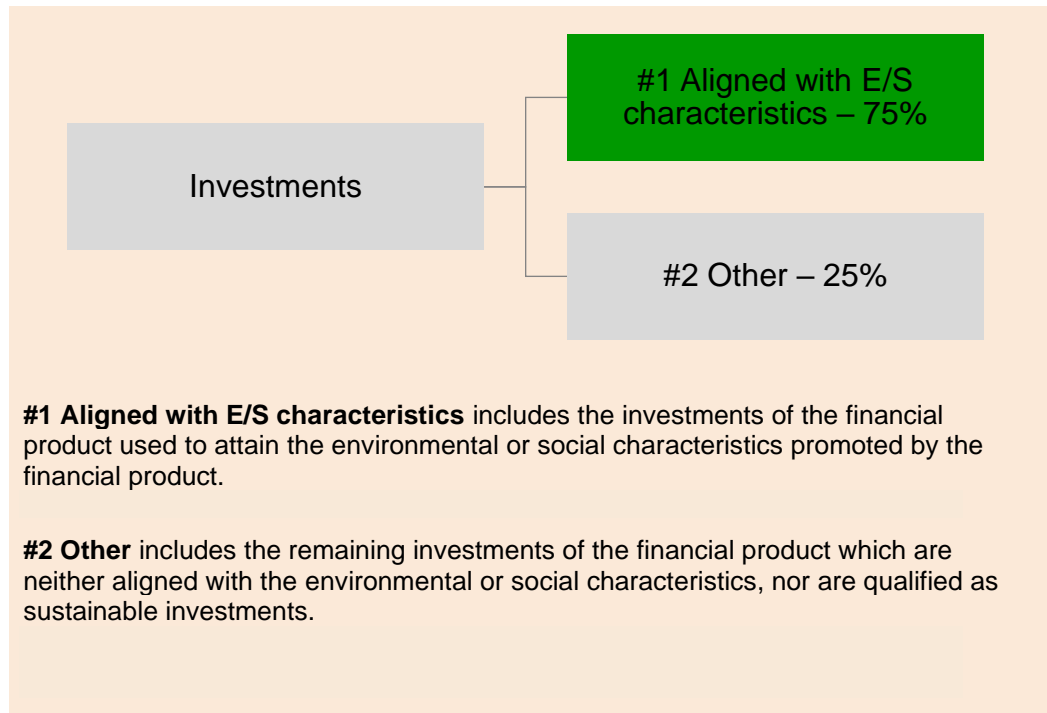 #1 Aligned with E/S
characteristics – 75%
Investments
#2 Other – 25%
#1 Aligned with E/S characteristics includes the investments of the financial
product used to attain the environmental or social characteristics promoted by the
financial product.
#2 Other includes the remaining investments of the financial product which are
neither aligned with the environmental or social characteristics, nor are qualified as
sustainable investments.